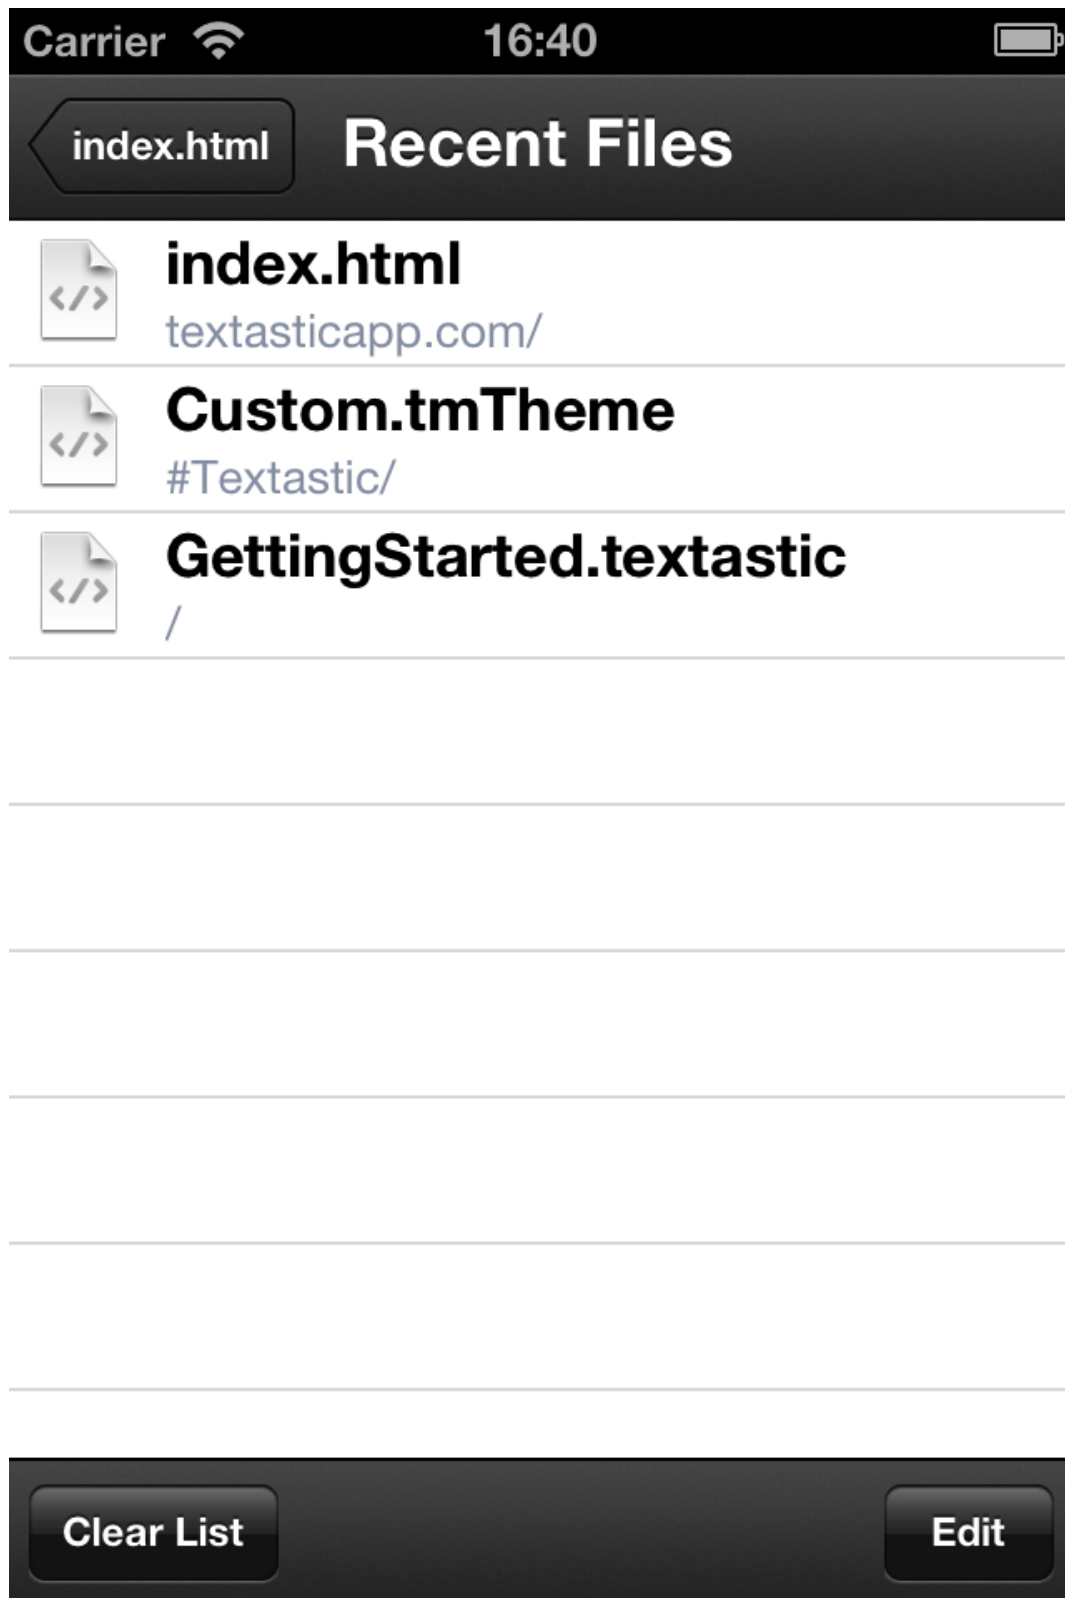 Carrier 16:40
index.html Recent Files
</>
index.html
textasticapp.com/
</>
Custom.tmTheme
#Textastic/
</>
GettingStarted.textastic
/
Clear List Edit